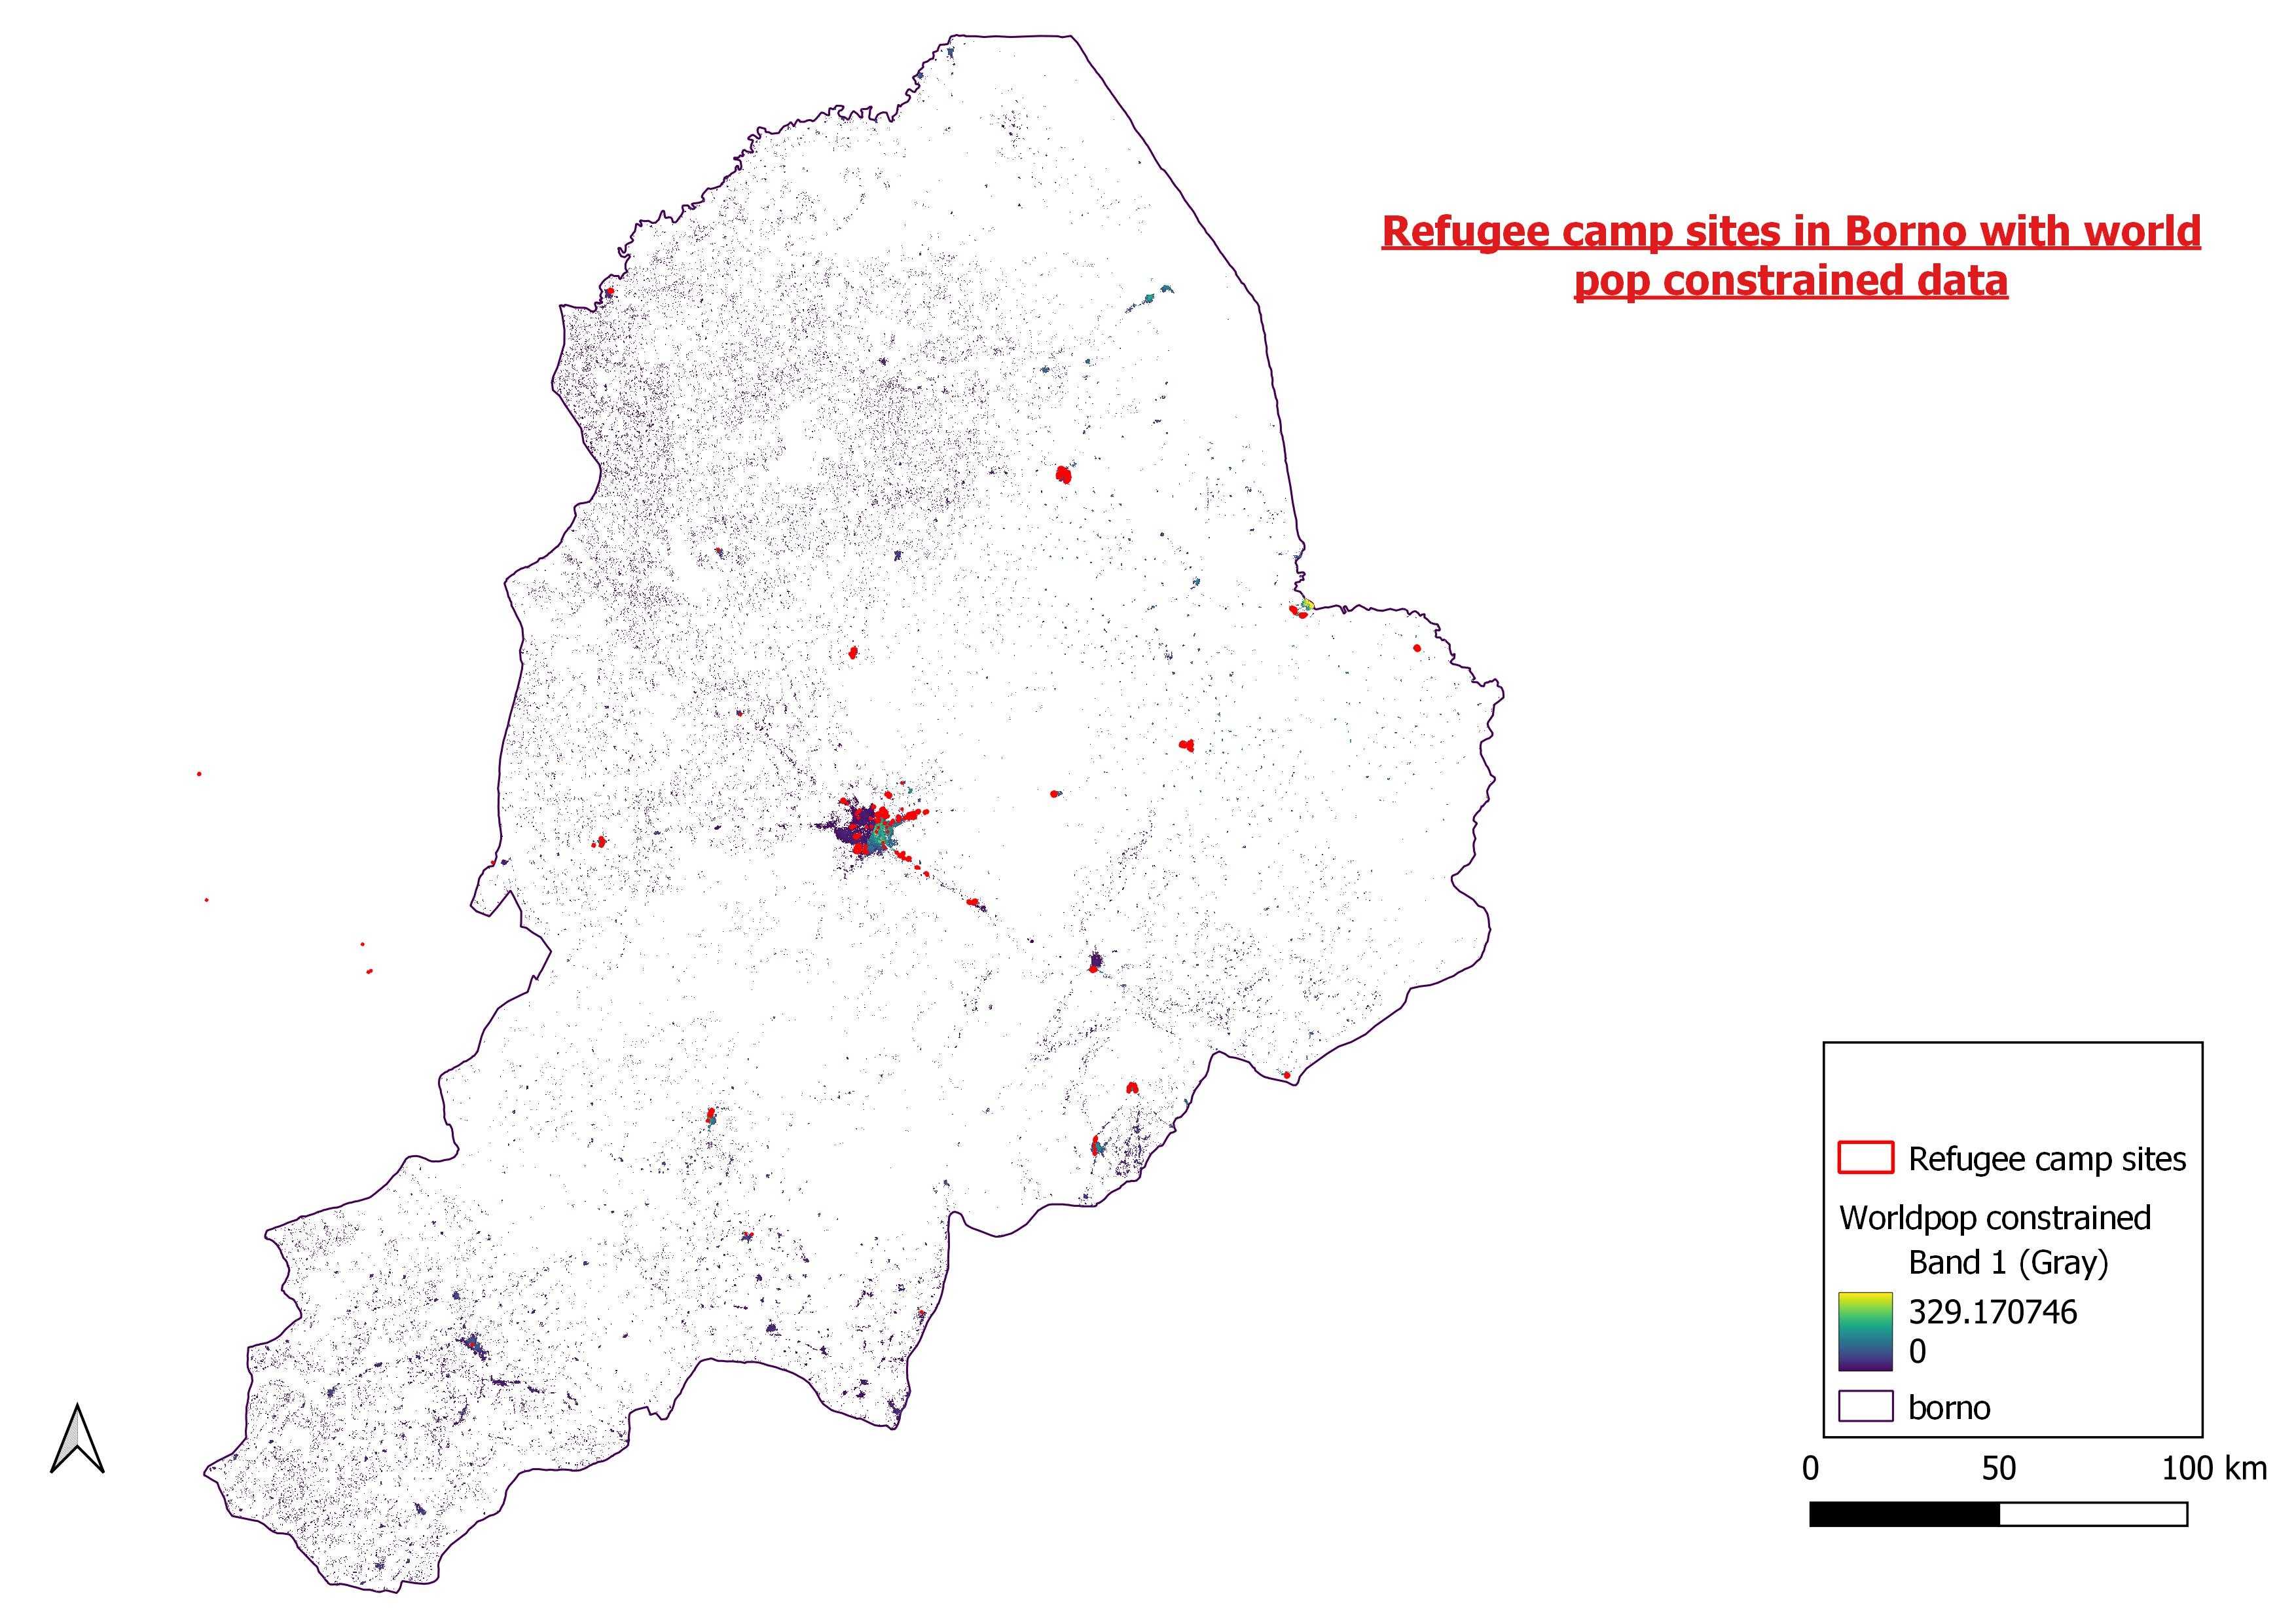 Refugee camp sites in Borno with world
pop constrained data
Refugee camp sites
Worldpop constrained
Band 1 (Gray)
329.170746
0
borno
0 50 100 km